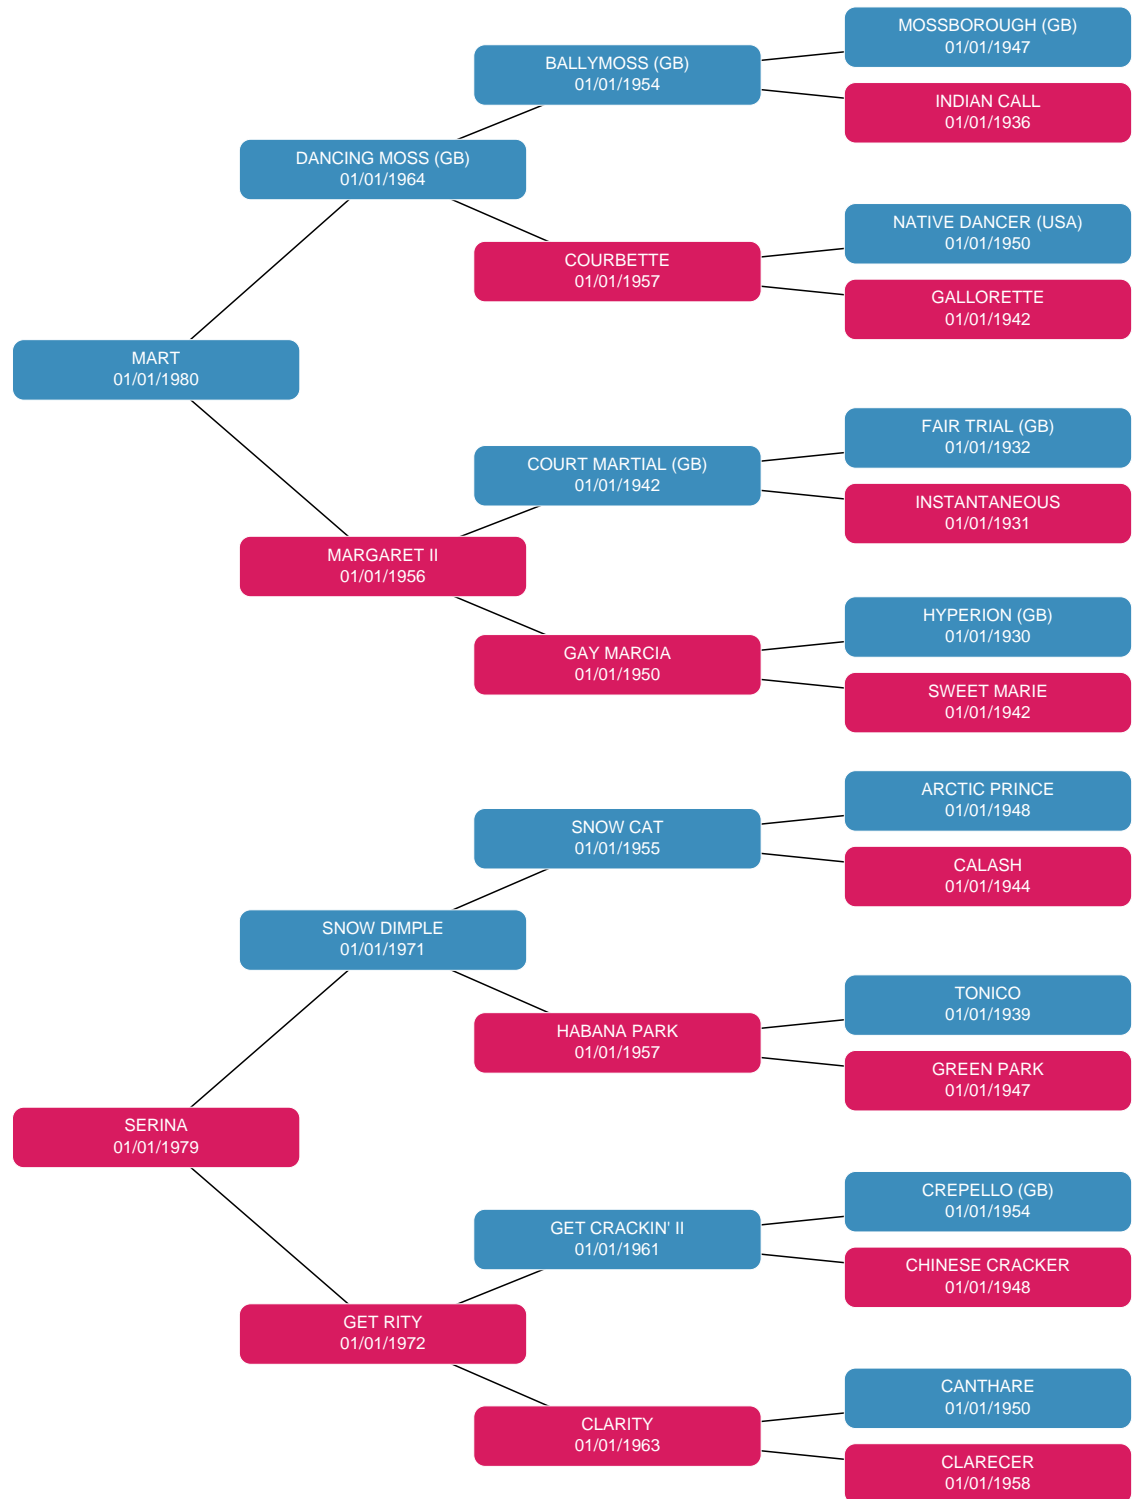 MOSSBOROUGH (GB)
01/01/1947
BALLYMOSS (GB)
01/01/1954
INDIAN CALL
01/01/1936
DANCING MOSS (GB)
01/01/1964
NATIVE DANCER (USA)
01/01/1950
COURBETTE
01/01/1957
GALLORETTE
01/01/1942
MART
01/01/1980
FAIR TRIAL (GB)
01/01/1932
COURT MARTIAL (GB)
01/01/1942
INSTANTANEOUS
01/01/1931
MARGARET II
01/01/1956
HYPERION (GB)
01/01/1930
GAY MARCIA
01/01/1950
SWEET MARIE
01/01/1942
ARCTIC PRINCE
01/01/1948
SNOW CAT
01/01/1955
CALASH
01/01/1944
SNOW DIMPLE
01/01/1971
TONICO
01/01/1939
HABANA PARK
01/01/1957
GREEN PARK
01/01/1947
SERINA
01/01/1979
CREPELLO (GB)
01/01/1954
GET CRACKIN' II
01/01/1961
CHINESE CRACKER
01/01/1948
GET RITY
01/01/1972
CANTHARE
01/01/1950
CLARITY
01/01/1963
CLARECER
01/01/1958